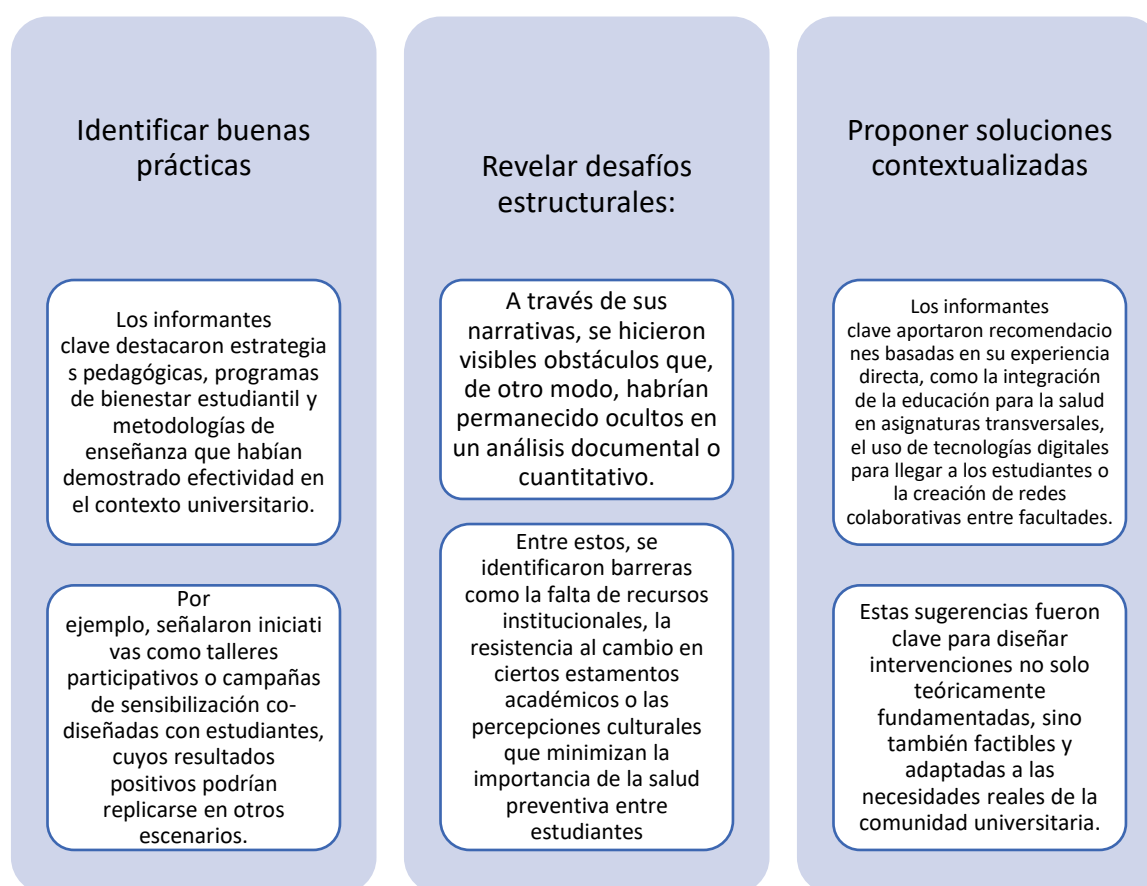 Identificar buenas
prácticas
Los informantes
clave destacaron estrategia
s pedagógicas, programas
de bienestar estudiantil y
metodologías de
enseñanza que habían
demostrado efectividad en
el contexto universitario.
Por
ejemplo, señalaron iniciati
vas como talleres
participativos o campañas
de sensibilización co-
diseñadas con estudiantes,
cuyos resultados
positivos podrían
replicarse en otros
escenarios.
Revelar desafíos
estructurales:
A través de sus
narrativas, se hicieron
visibles obstáculos que,
de otro modo, habrían
permanecido ocultos en
un análisis documental o
cuantitativo.
Entre estos, se
identificaron barreras
como la falta de recursos
institucionales, la
resistencia al cambio en
ciertos estamentos
académicos o las
percepciones culturales
que minimizan la
importancia de la salud
preventiva entre
estudiantes
Proponer soluciones
contextualizadas
Los informantes
clave aportaron recomendacio
nes basadas en su experiencia
directa, como la integración
de la educación para la salud
en asignaturas transversales,
el uso de tecnologías digitales
para llegar a los estudiantes o
la creación de redes
colaborativas entre facultades.
Estas sugerencias fueron
clave para diseñar
intervenciones no solo
teóricamente
fundamentadas, sino
también factibles y
adaptadas a las
necesidades reales de la
comunidad universitaria.